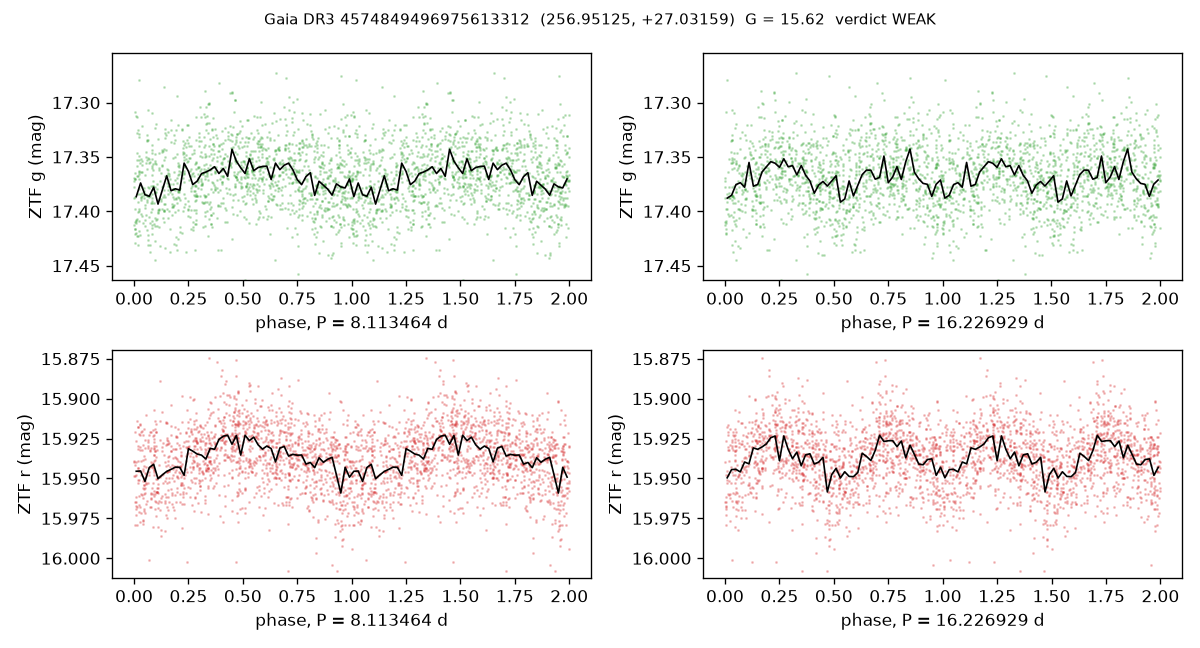 Gaia DR3 4574849496975613312  (256.95125, +27.03159)  G = 15.62  verdict WEAK
ZTF g (mag)
17.30
17.35
17.40
17.45
0.00 0.25 0.50 0.75 1.00 1.25 1.50 1.75 2.00
phase, P = 8.113464 d
ZTF g (mag)
17.30
17.35
17.40
17.45
0.00 0.25 0.50 0.75 1.00 1.25 1.50 1.75 2.00
phase, P = 16.226929 d
ZTF r (mag)
15.875
15.900
15.925
15.950
15.975
16.000
0.00 0.25 0.50 0.75 1.00 1.25 1.50 1.75 2.00
phase, P = 8.113464 d
ZTF r (mag)
15.875
15.900
15.925
15.950
15.975
16.000
0.00 0.25 0.50 0.75 1.00 1.25 1.50 1.75 2.00
phase, P = 16.226929 d